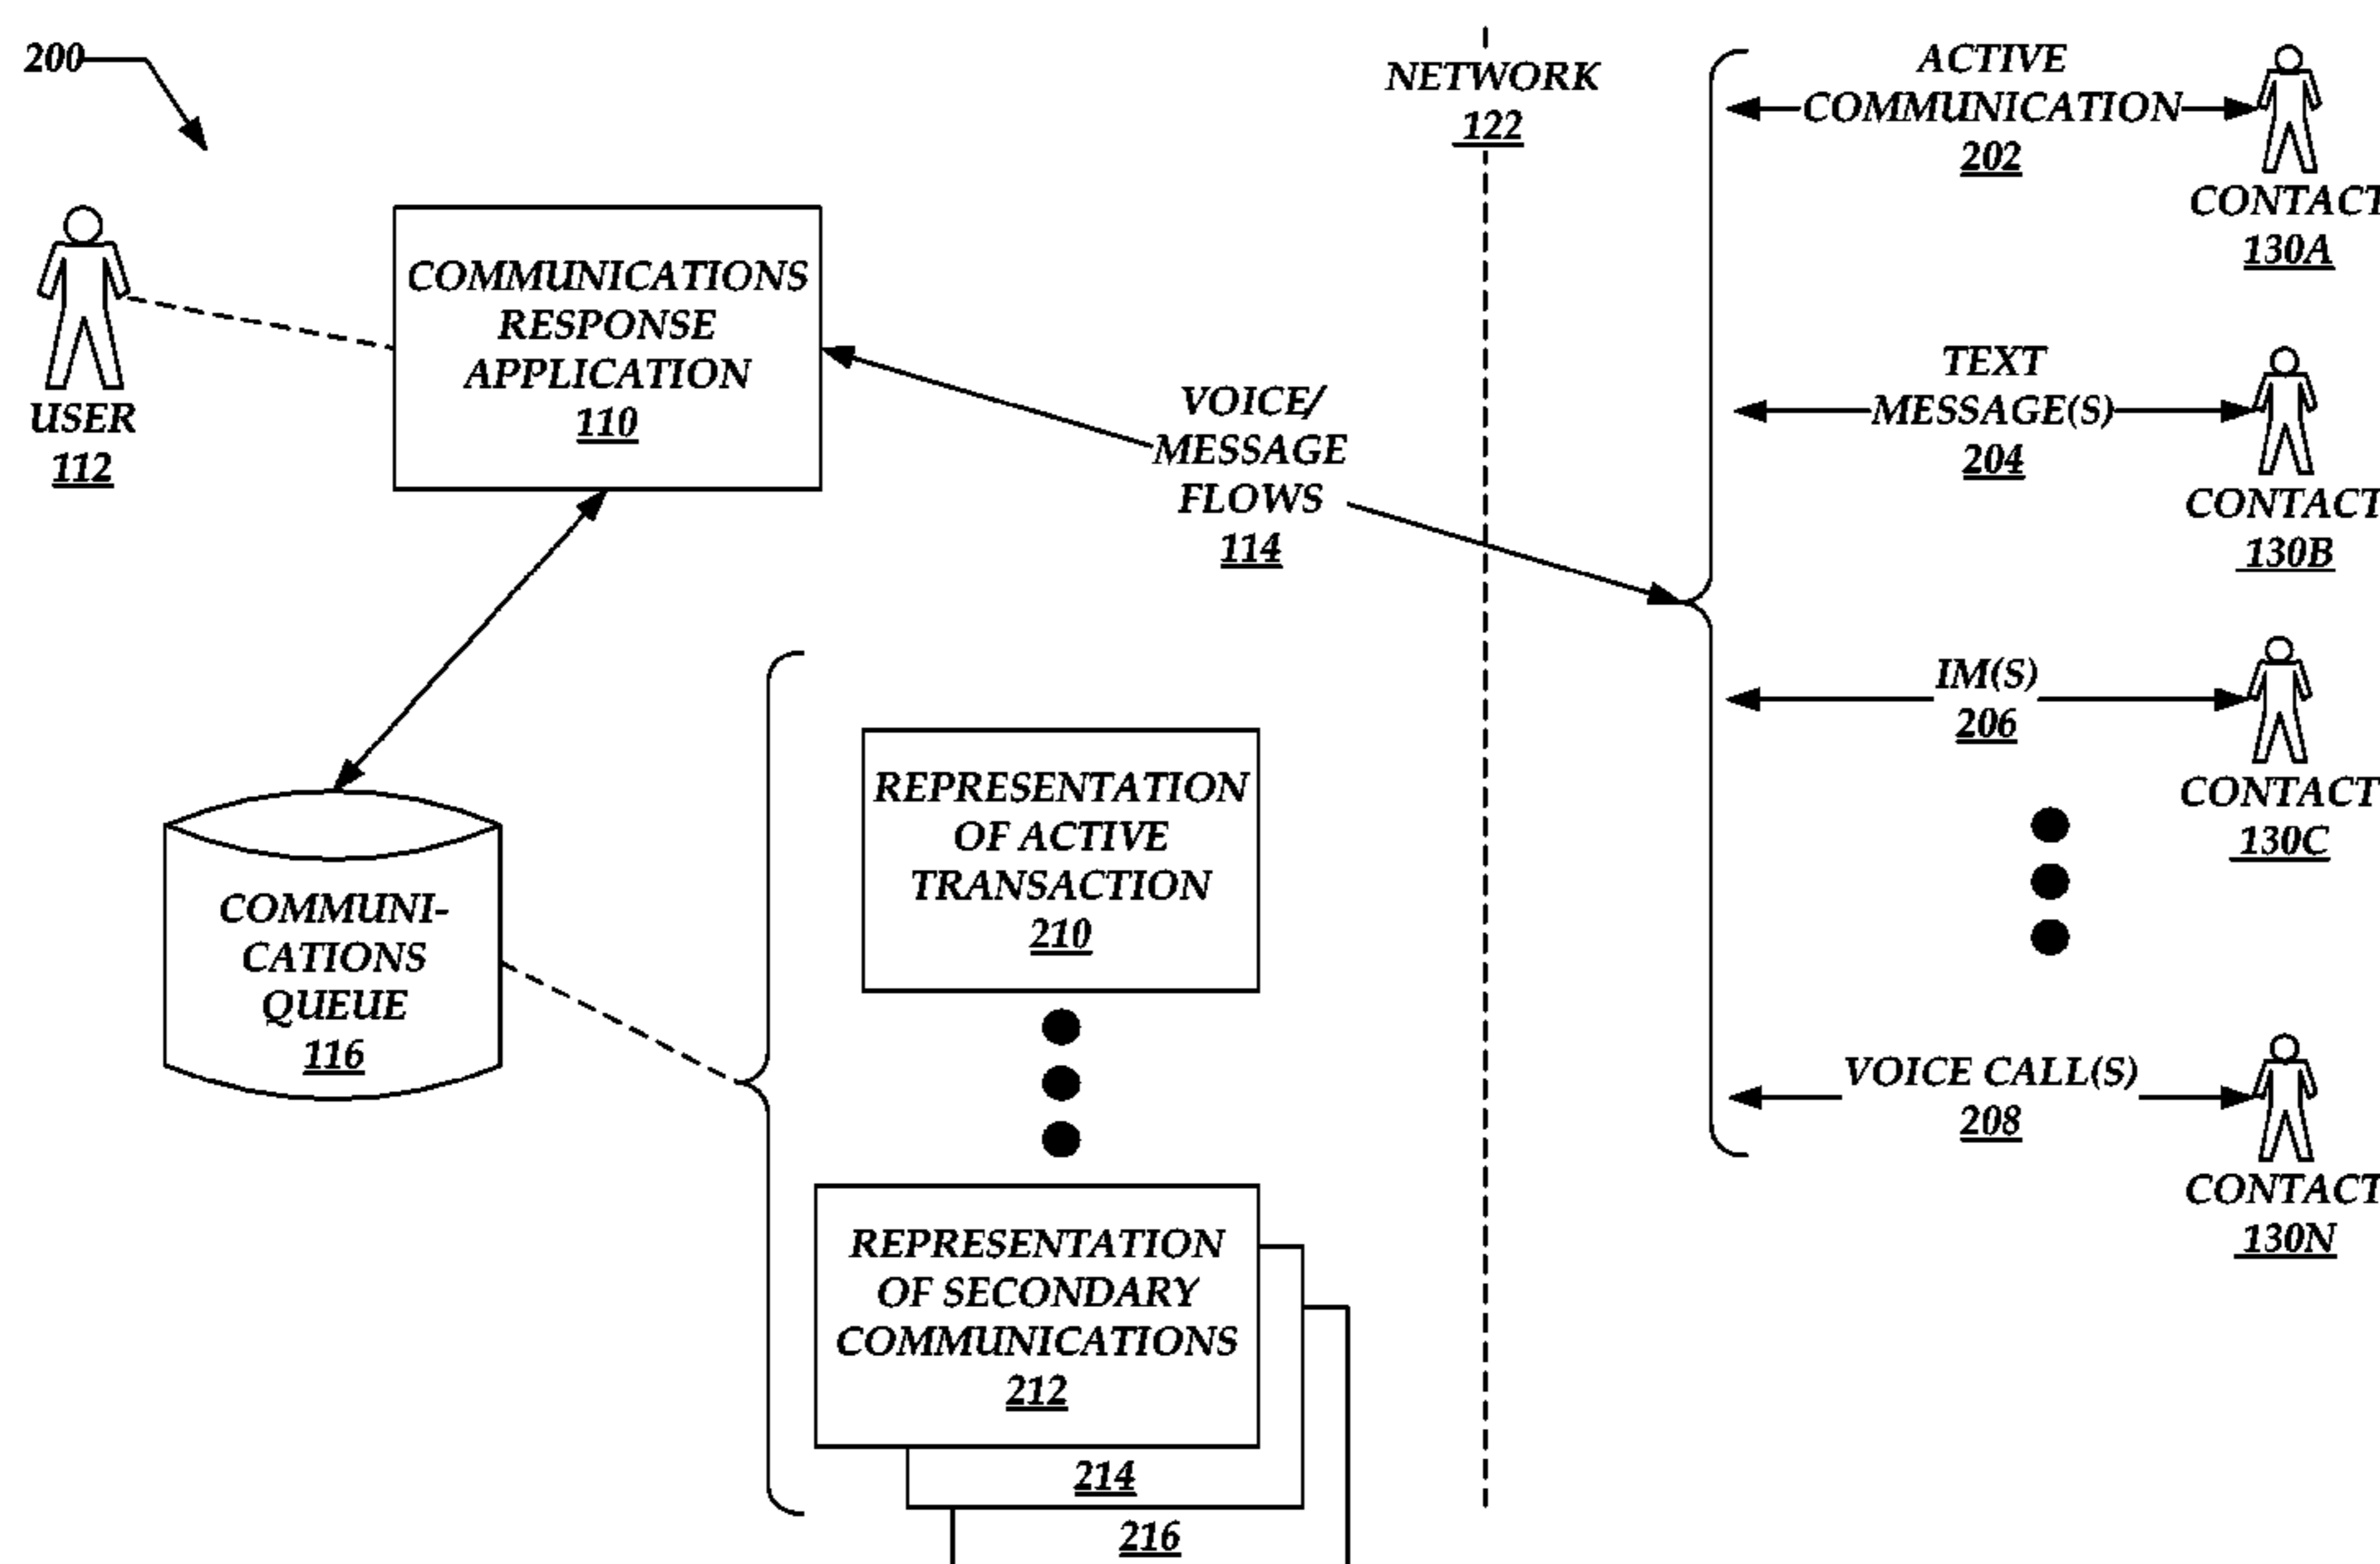 200
USER
112
COMMUNICATIONS
RESPONSE
APPLICATION
110
VOICE/
MESSAGE
FLOWS
114
NETWORK
122
ACTIVE
COMMUNICATION
202
CONTACT
130A
TEXT
MESSAGE(S)
204
CONTACT
130B
IM(S)
206
CONTACT
130C
VOICE CALL(S)
208
CONTACT
130N
COMMUNI-
CATIONS
QUEUE
116
REPRESENTATION
OF ACTIVE
TRANSACTION
210
REPRESENTATION
OF SECONDARY
COMMUNICATIONS
212
214
216